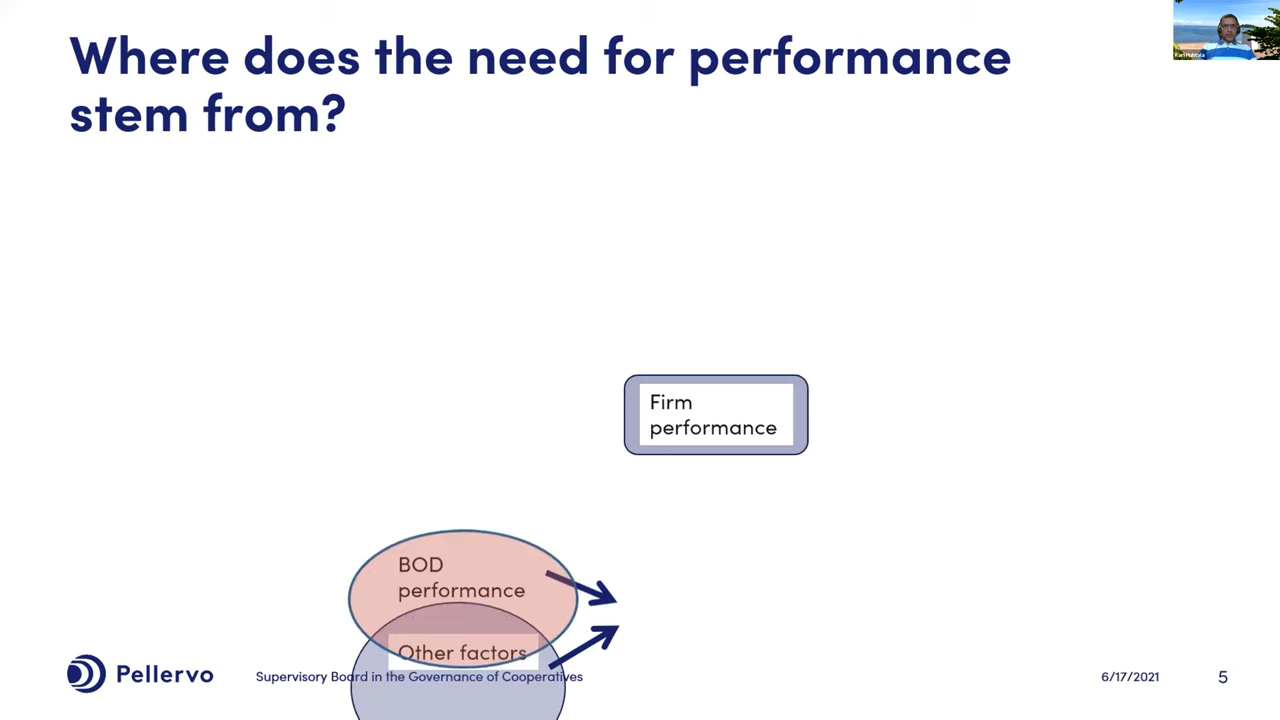 Where does the need for performance
stem from?
Firm
performance
BOD
performance
Other factors
Pellervo
Supervisory Board in the Governance of Cooperatives
6/17/2021
5